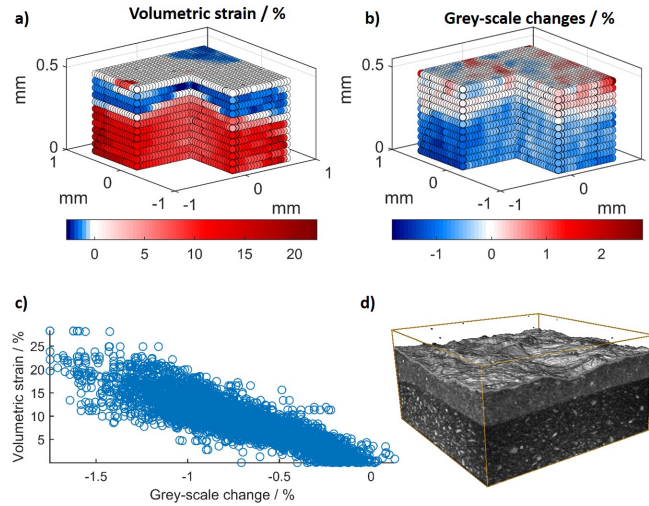 a) Volumetric strain / %
b) Grey-scale changes / %
mm
0.5
0
1
0
-1
-1
0
1
mm
mm
0 5 10 15 20
mm
0.5
0
1
0
-1
-1
0
1
mm
mm
-1 0 1 2
c)
Volumetric strain / %
25
20
15
10
5
-1.5 -1 -0.5 0
Grey-scale change / %
d)